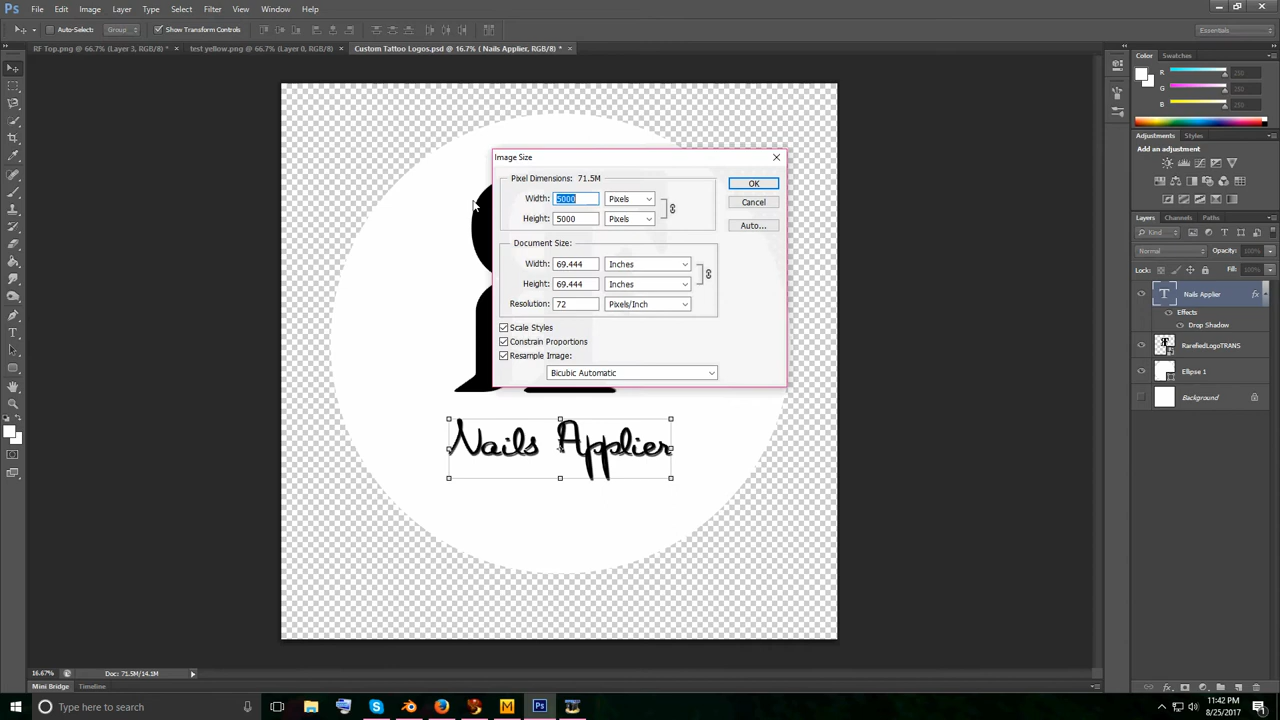 Ps File Edit Image Layer Type Select Filter View Window Help
Auto-Select: Group Show Transform Controls Essentials
RF Top.png @ 66.7% (Layer 3, RGB/8) * × test yellow.png @ 66.7% (Layer 0, RGB/8) × Custom Tattoo Logos.psd @ 16.7% ( Nails Applier, RGB/8) * ×
Color Swatches
R
G
B
Adjustments Styles
Add an adjustment
Layers Channels Paths
Kind
Normal Opacity:
Locks: Fill:
T Nails Applier fx
Effects
Drop Shadow
RarefiedLogoTRANS
Ellipse 1
Background
Image Size
Pixel Dimensions: 71.5M
Width: 5000 Pixels
Height: 5000 Pixels
Document Size:
Width: 69.444 Inches
Height: 69.444 Inches
Resolution: 72 Pixels/Inch
Scale Styles
Constrain Proportions
Resample Image:
Bicubic Automatic
OK
Cancel
Auto...
Nails Applier
16.67% Doc: 71.5M/14.1M
Mini Bridge Timeline
Type here to search
11:42 PM
8/25/2017